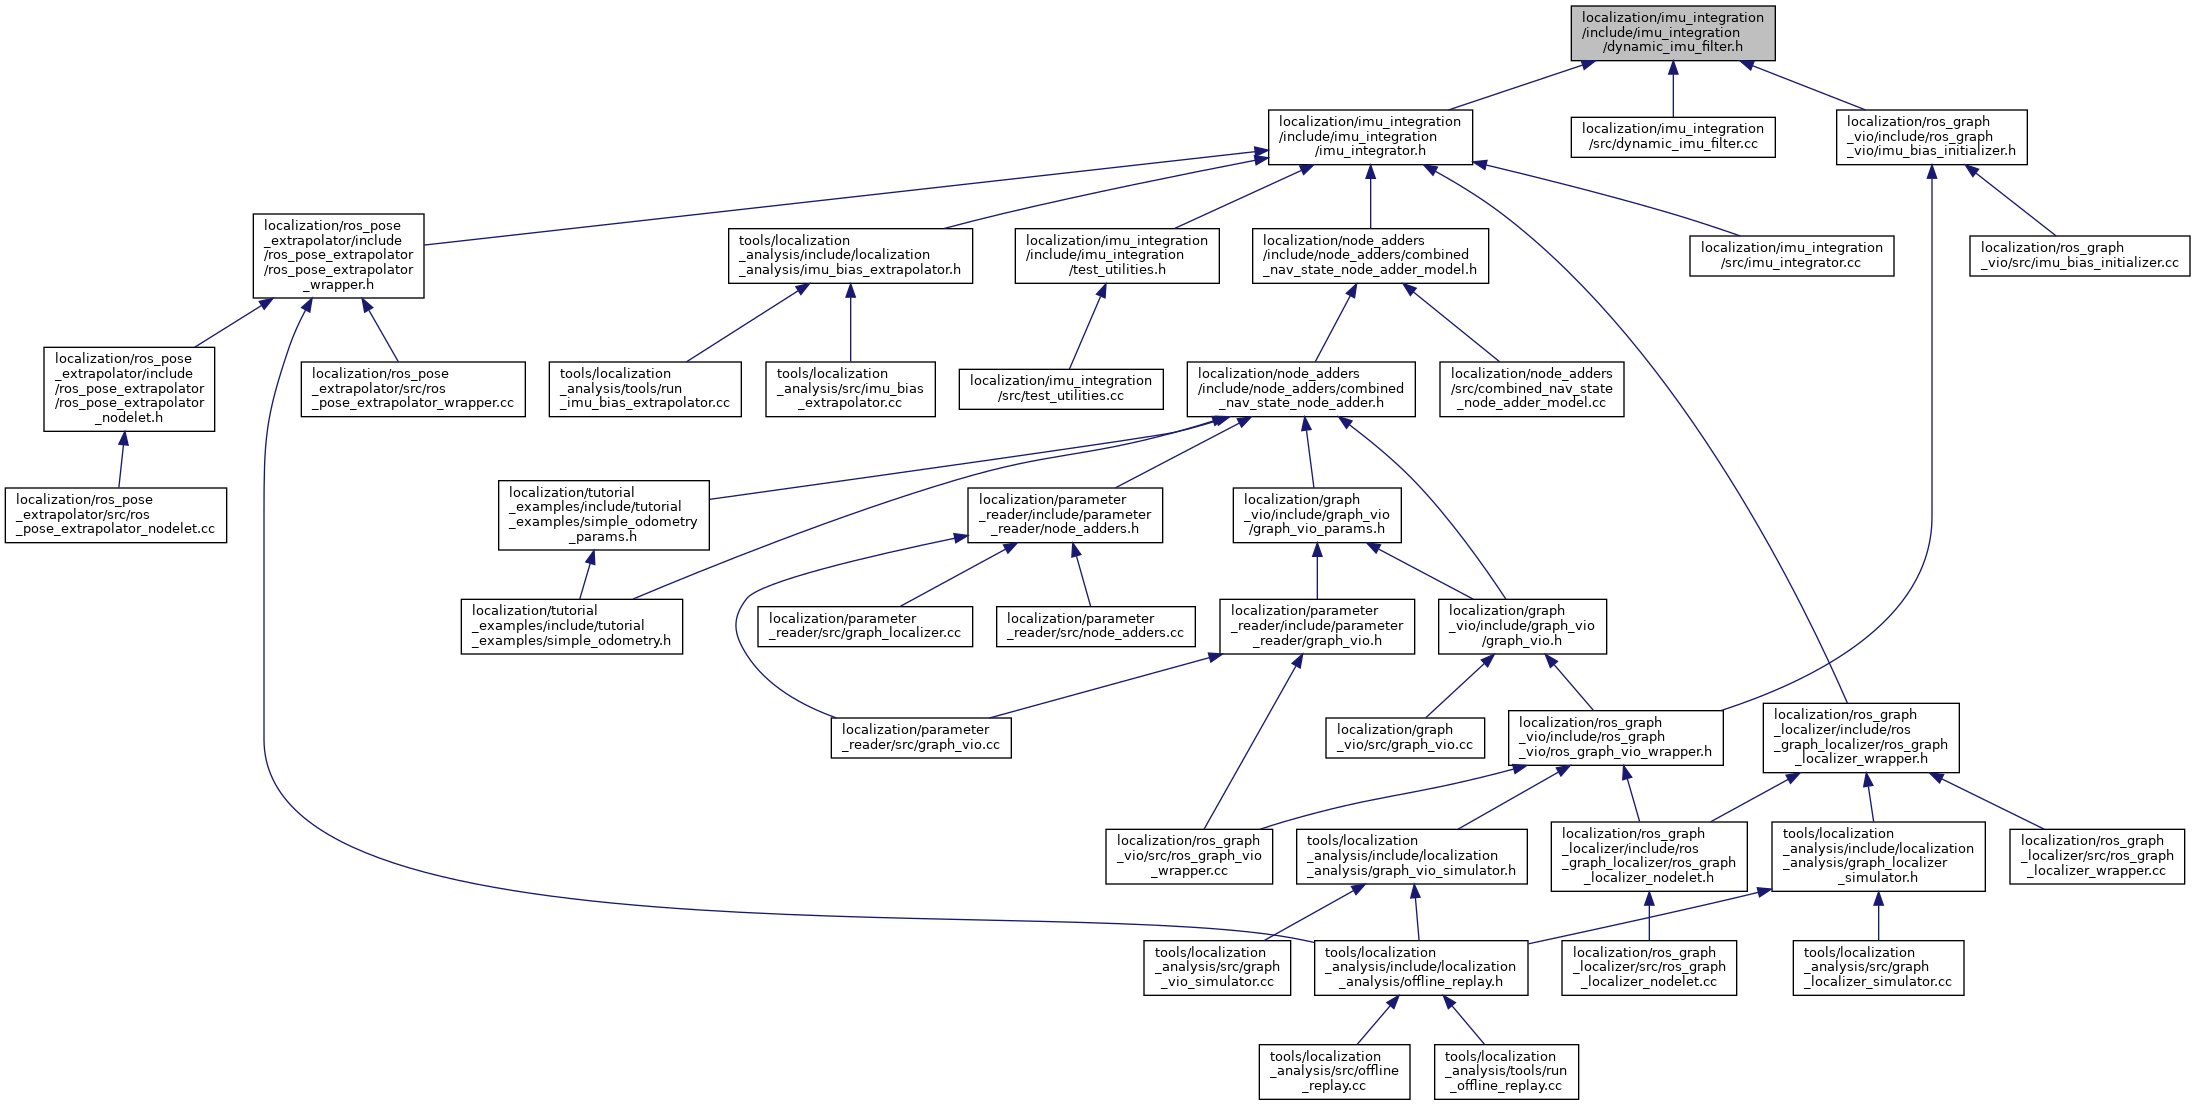 localization/imu_integration
/include/imu_integration
/dynamic_imu_filter.h
localization/imu_integration
/include/imu_integration
/imu_integrator.h
localization/imu_integration
/src/dynamic_imu_filter.cc
localization/ros_graph
_vio/include/ros_graph
_vio/imu_bias_initializer.h
localization/ros_pose
_extrapolator/include
/ros_pose_extrapolator
/ros_pose_extrapolator
_wrapper.h
tools/localization
_analysis/include/localization
_analysis/imu_bias_extrapolator.h
localization/imu_integration
/include/imu_integration
/test_utilities.h
localization/node_adders
/include/node_adders/combined
_nav_state_node_adder_model.h
localization/imu_integration
/src/imu_integrator.cc
localization/ros_graph
_vio/src/imu_bias_initializer.cc
localization/ros_pose
_extrapolator/include
/ros_pose_extrapolator
/ros_pose_extrapolator
_nodelet.h
localization/ros_pose
_extrapolator/src/ros
_pose_extrapolator_wrapper.cc
tools/localization
_analysis/tools/run
_imu_bias_extrapolator.cc
tools/localization
_analysis/src/imu_bias
_extrapolator.cc
localization/imu_integration
/src/test_utilities.cc
localization/node_adders
/include/node_adders/combined
_nav_state_node_adder.h
localization/node_adders
/src/combined_nav_state
_node_adder_model.cc
localization/ros_pose
_extrapolator/src/ros
_pose_extrapolator_nodelet.cc
localization/tutorial
_examples/include/tutorial
_examples/simple_odometry
_params.h
localization/parameter
_reader/include/parameter
_reader/node_adders.h
localization/graph
_vio/include/graph_vio
/graph_vio_params.h
localization/tutorial
_examples/include/tutorial
_examples/simple_odometry.h
localization/parameter
_reader/src/graph_localizer.cc
localization/parameter
_reader/src/node_adders.cc
localization/parameter
_reader/include/parameter
_reader/graph_vio.h
localization/graph
_vio/include/graph_vio
/graph_vio.h
localization/parameter
_reader/src/graph_vio.cc
localization/graph
_vio/src/graph_vio.cc
localization/ros_graph
_vio/include/ros_graph
_vio/ros_graph_vio_wrapper.h
localization/ros_graph
_localizer/include/ros
_graph_localizer/ros_graph
_localizer_wrapper.h
localization/ros_graph
_vio/src/ros_graph_vio
_wrapper.cc
tools/localization
_analysis/include/localization
_analysis/graph_vio_simulator.h
localization/ros_graph
_localizer/include/ros
_graph_localizer/ros_graph
_localizer_nodelet.h
tools/localization
_analysis/include/localization
_analysis/graph_localizer
_simulator.h
localization/ros_graph
_localizer/src/ros_graph
_localizer_wrapper.cc
tools/localization
_analysis/src/graph
_vio_simulator.cc
tools/localization
_analysis/include/localization
_analysis/offline_replay.h
localization/ros_graph
_localizer/src/ros_graph
_localizer_nodelet.cc
tools/localization
_analysis/src/graph
_localizer_simulator.cc
tools/localization
_analysis/src/offline
_replay.cc
tools/localization
_analysis/tools/run
_offline_replay.cc